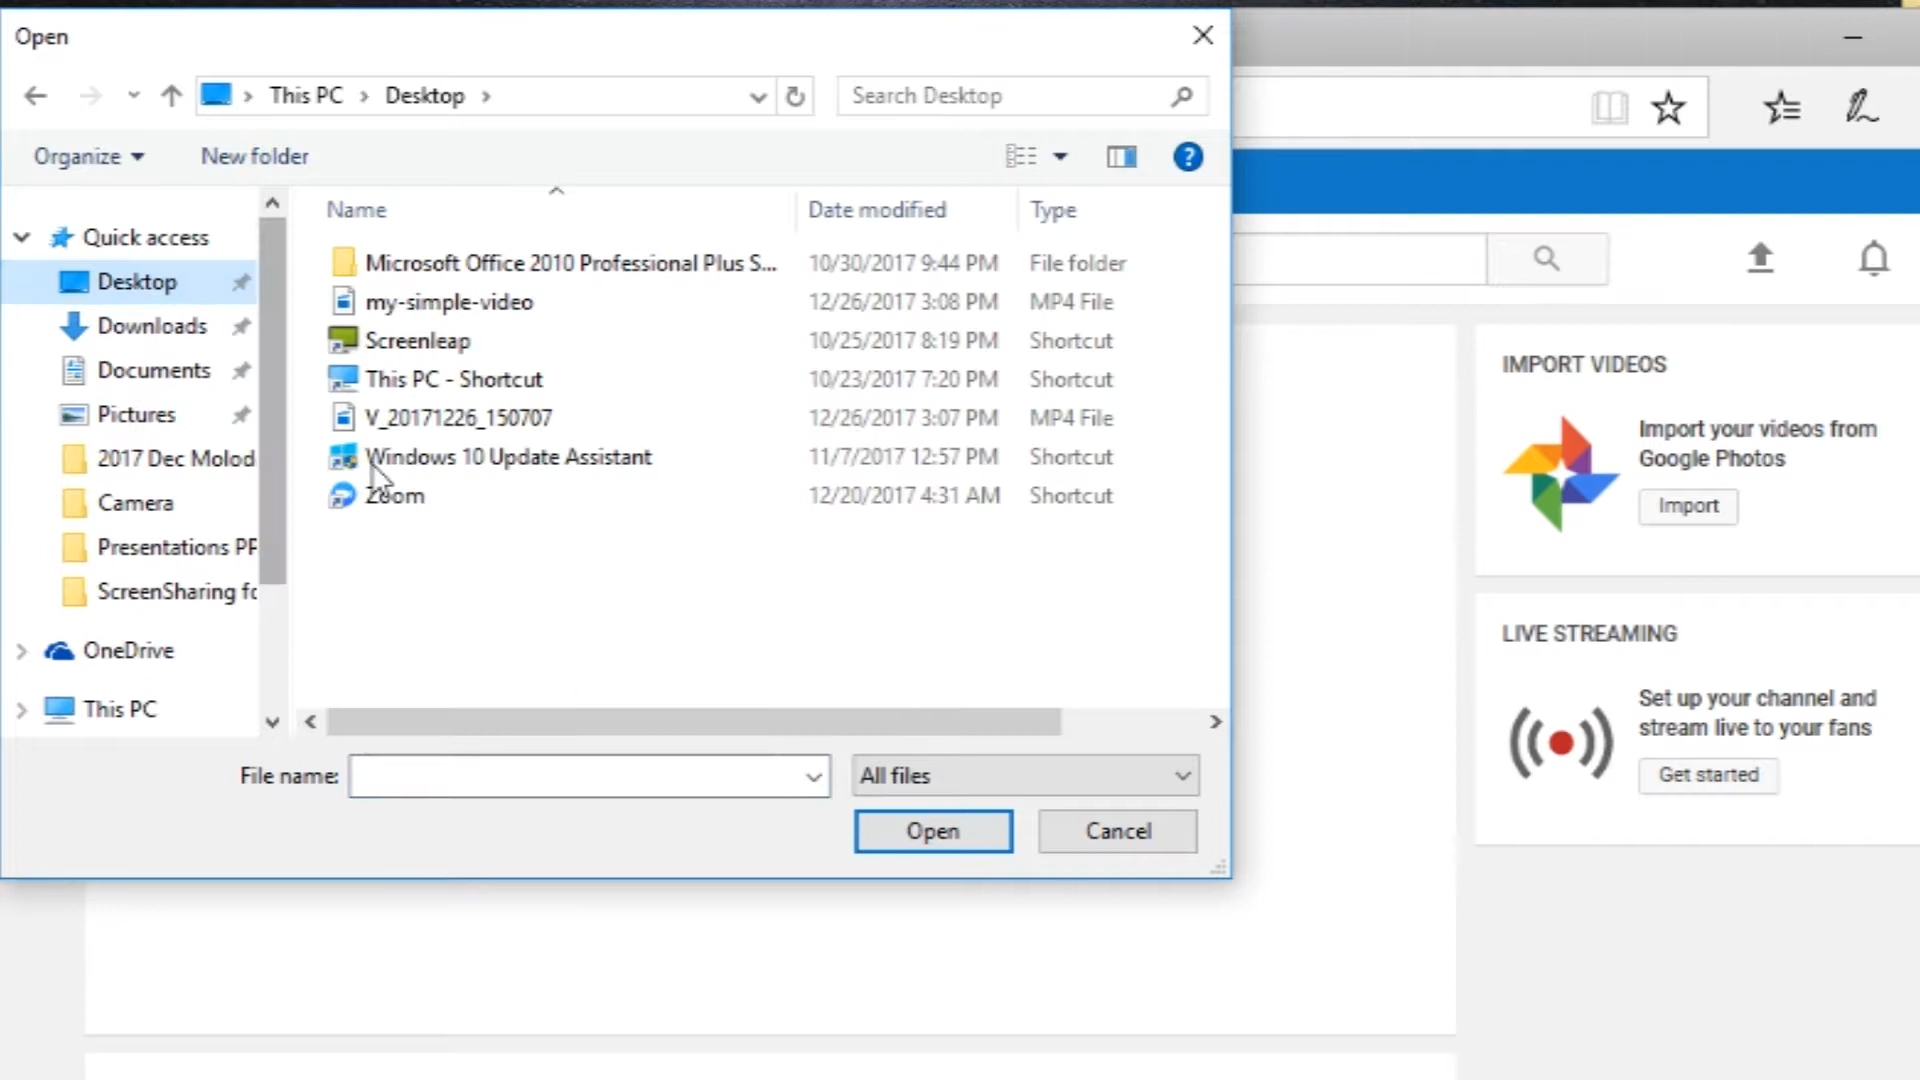 Open
This PC > Desktop >
Search Desktop
Organize
New folder
?
Name
Date modified
Type
Quick access
Desktop
Downloads
Documents
Pictures
2017 Dec Molod
Camera
Presentations PF
ScreenSharing fo
OneDrive
This PC
Microsoft Office 2010 Professional Plus S... 10/30/2017 9:44 PM File folder
my-simple-video 12/26/2017 3:08 PM MP4 File
Screenleap 10/25/2017 8:19 PM Shortcut
This PC - Shortcut 10/23/2017 7:20 PM Shortcut
V_20171226_150707 12/26/2017 3:07 PM MP4 File
Windows 10 Update Assistant 11/7/2017 12:57 PM Shortcut
Zoom 12/20/2017 4:31 AM Shortcut
File name:
All files
Open
Cancel
IMPORT VIDEOS
Import your videos from
Google Photos
Import
LIVE STREAMING
Set up your channel and
stream live to your fans
Get started